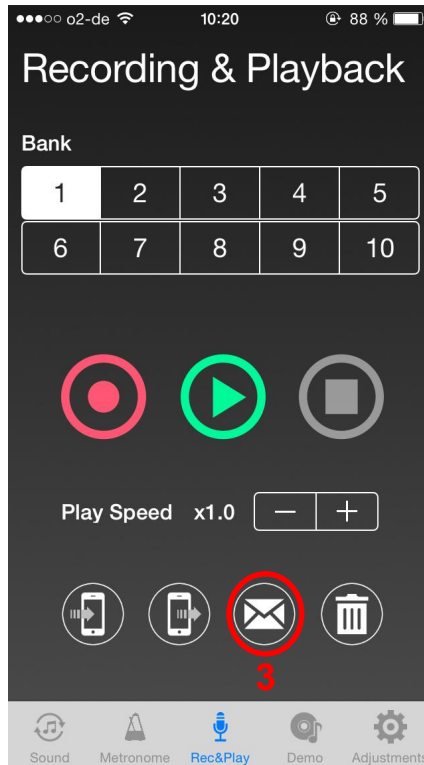 o2-de 10:20 88 %
Recording & Playback
Bank
1 2 3 4 5
6 7 8 9 10
Play Speed x1.0 — +
3
Sound Metronome Rec&Play Demo Adjustments